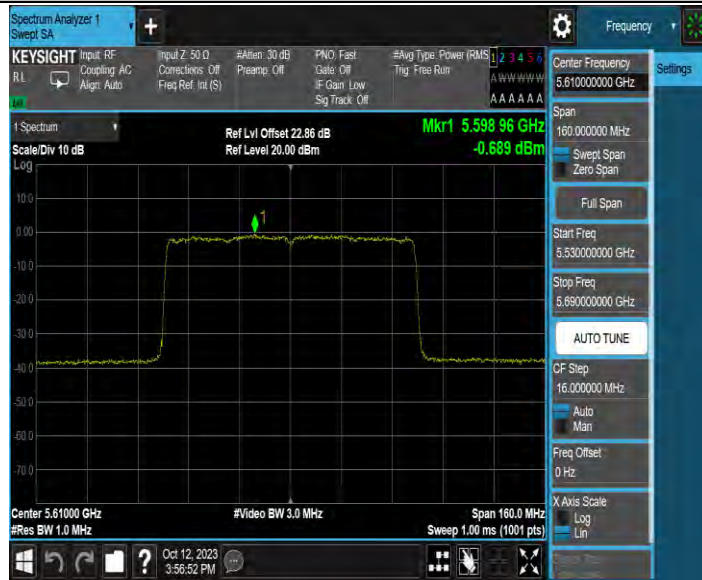 Spectrum Analyzer 1
Swept SA
+
Frequency
KEYSIGHT Input: RF Input Z: 50 Ω #Atten: 30 dB PNO: Fast #Avg Type: Power (RMS 1 2 3 4 5 6
RL Coupling: AC Corrections: Off Preamp: Off Gate: Off Trig: Free Run A W W W W W
Align: Auto Freq Ref: Int (S) IF Gain: Low
Sig Track: Off A A A A A A
1 Spectrum
Scale/Div 10 dB
Ref Lvl Offset 22.86 dB
Ref Level 20.00 dBm
Mkr1 5.598 96 GHz
-0.689 dBm
Log
10.0
0.00
-10.0
-20.0
-30.0
-40.0
-50.0
-60.0
-70.0
1
Center 5.61000 GHz #Video BW 3.0 MHz Span 160.0 MHz
#Res BW 1.0 MHz Sweep 1.00 ms (1001 pts)
Center Frequency
5.610000000 GHz
Settings
Span
160.000000 MHz
Swept Span
Zero Span
Full Span
Start Freq
5.530000000 GHz
Stop Freq
5.690000000 GHz
AUTO TUNE
CF Step
16.000000 MHz
Auto
Man
Freq Offset
0 Hz
X Axis Scale
Log
Lin
?
Oct 12, 2023
3:56:52 PM